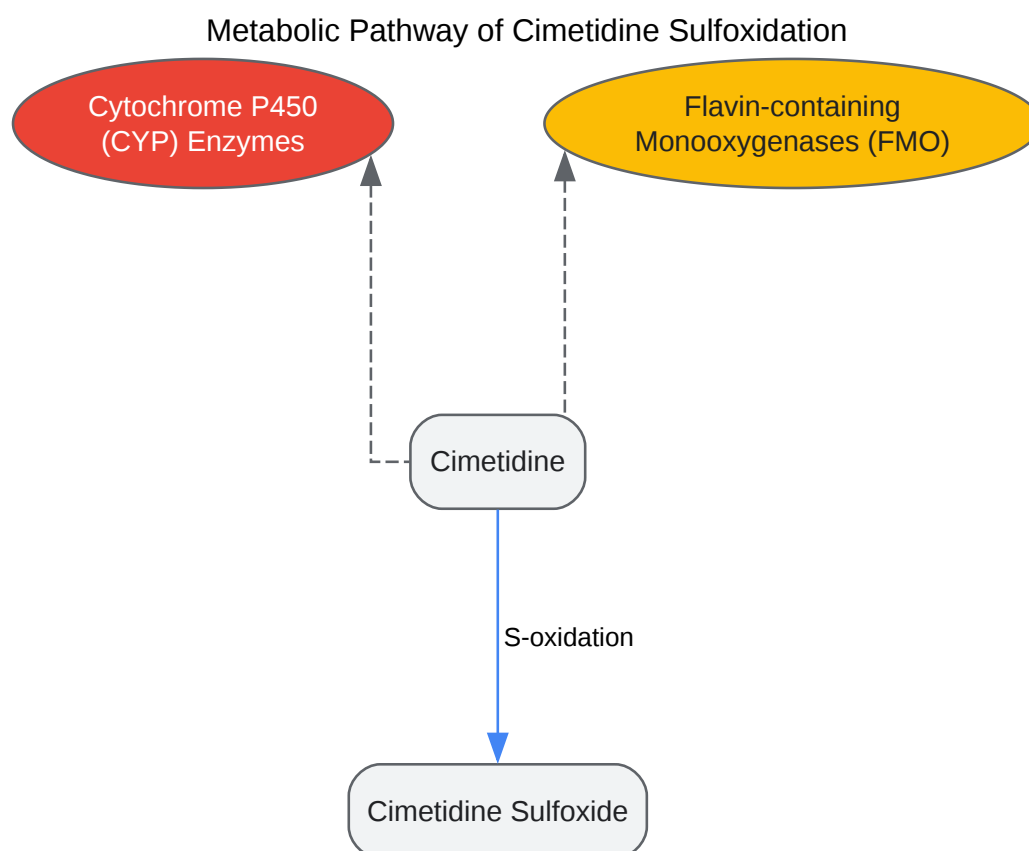 Metabolic Pathway of Cimetidine Sulfoxidation
Cytochrome P450
(CYP) Enzymes
Flavin-containing
Monooxygenases (FMO)
Cimetidine
S-oxidation
Cimetidine Sulfoxide